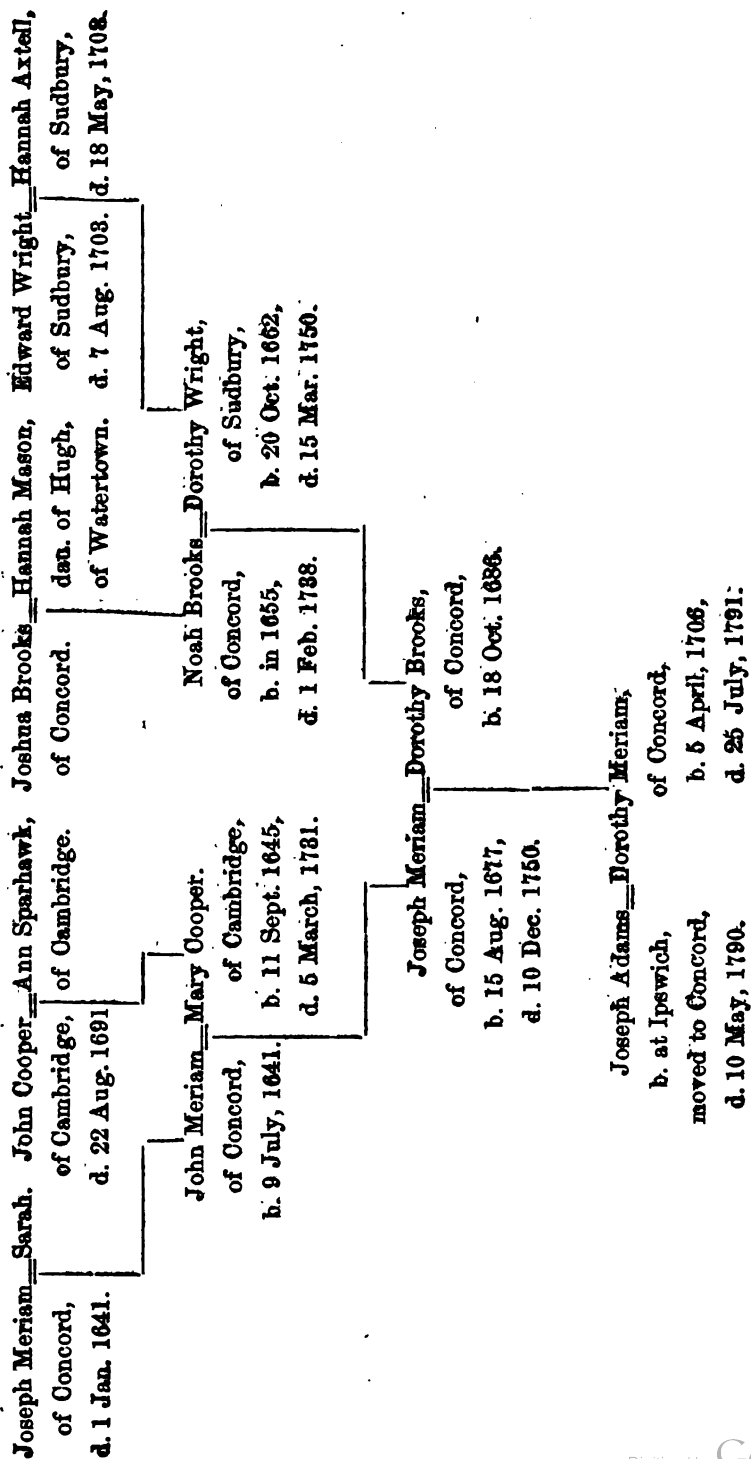 Joseph Meriam Sarah. John Cooper Ann Sparhawk, Joshua Brooks Hannah Mason, Edward Wright Hannah Axtell,
of Concord, of Cambridge, of Cambridge. of Concord. dau. of Hugh, of Sudbury, of Sudbury,
d. 1 Jan. 1641. d. 22 Aug. 1691 of Watertown. d. 7 Aug. 1703. d. 18 May, 1708.
John Meriam Mary Cooper. Noah Brooks Dorothy Wright,
of Concord, of Cambridge, of Concord, of Sudbury,
b. 9 July, 1641. b. 11 Sept. 1645, b. in 1655, b. 20 Oct. 1662,
d. 5 March, 1731. d. 1 Feb. 1738. d. 15 Mar. 1750.
Joseph Meriam Dorothy Brooks,
of Concord, of Concord,
b. 15 Aug. 1677, b. 18 Oct. 1686.
d. 10 Dec. 1750.
Joseph Adams Dorothy Meriam,
b. at Ipswich, of Concord,
moved to Concord, b. 5 April, 1706,
d. 10 May, 1790. d. 25 July, 1791.